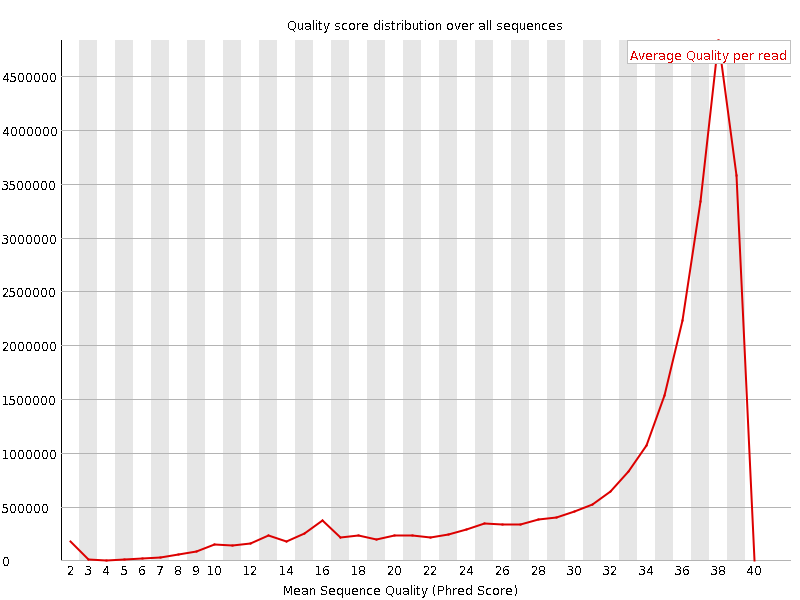 Quality score distribution over all sequences
Average Quality per read
4500000
4000000
3500000
3000000
2500000
2000000
1500000
1000000
500000
0
2 3 4 5 6 7 8 9 10 12 14 16 18 20 22 24 26 28 30 32 34 36 38 40
Mean Sequence Quality (Phred Score)